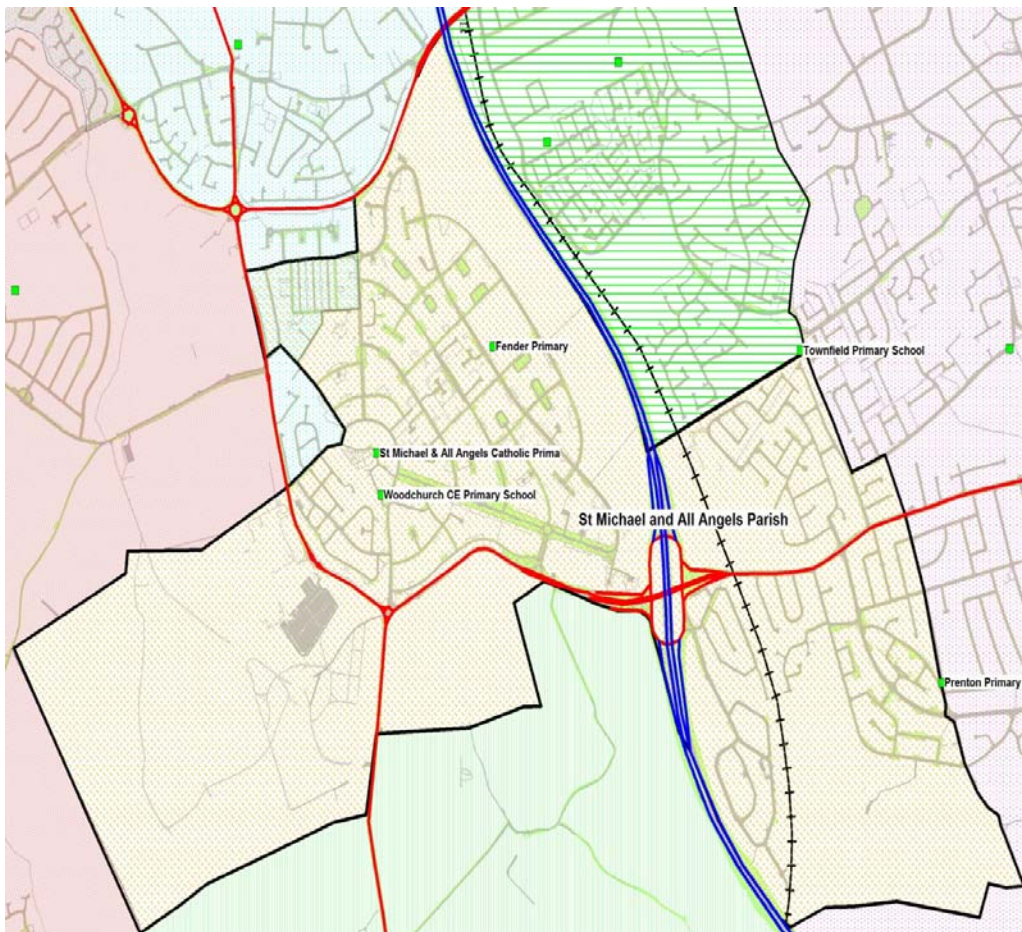 Fender Primary
Townfield Primary School
St Michael & All Angels Catholic Prima
Woodchurch CE Primary School
St Michael and All Angels Parish
Prenton Primary